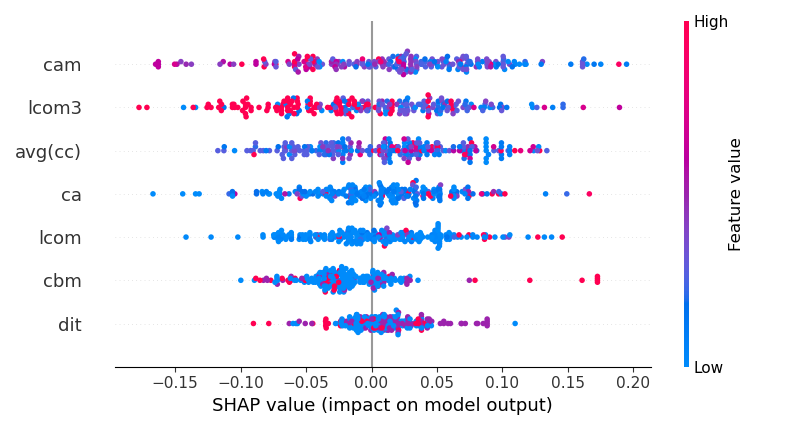 High
cam
lcom3
avg(cc)
ca
lcom
cbm
dit
Feature value
Low
−0.15 −0.10 −0.05 0.00 0.05 0.10 0.15 0.20
SHAP value (impact on model output)